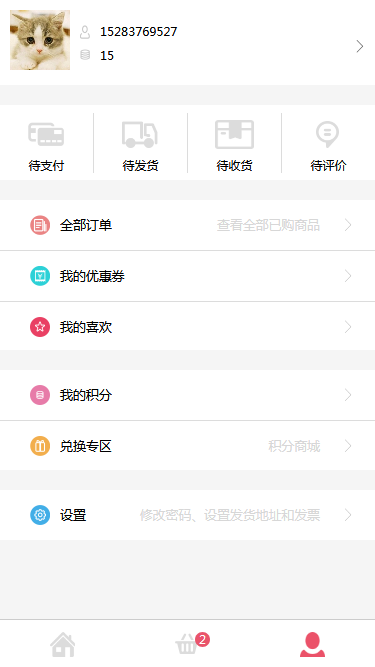 15283769527
15
待支付 待发货 待收货 待评价
全部订单 查看全部已购商品
我的优惠券
我的喜欢
我的积分
兑换专区 积分商城
设置 修改密码、设置发货地址和发票
2